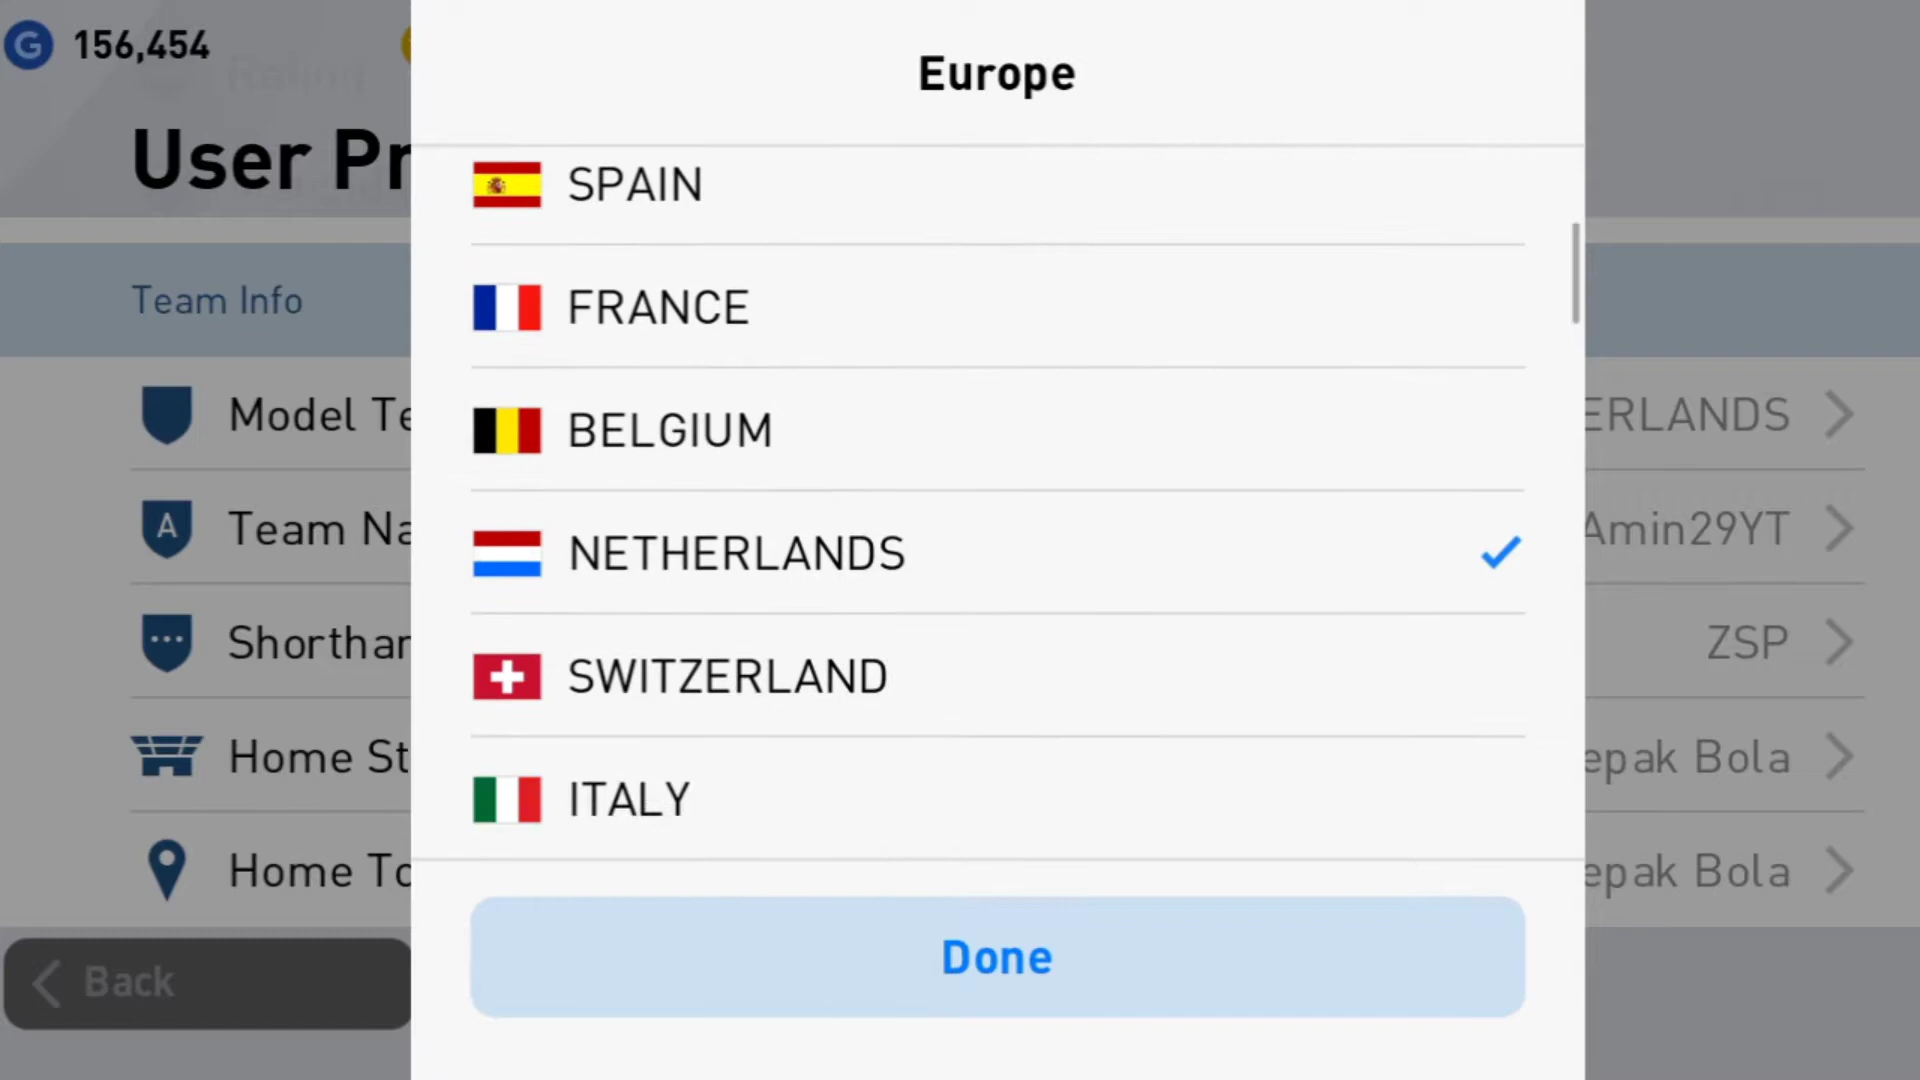 G 156,454
User Pr
Team Info
Model Te
ERLANDS
A
Team Na
Amin29YT
Shorthar
ZSP
Home St
epak Bola
Home To
epak Bola
Back
Europe
SPAIN
FRANCE
BELGIUM
NETHERLANDS
SWITZERLAND
ITALY
Done